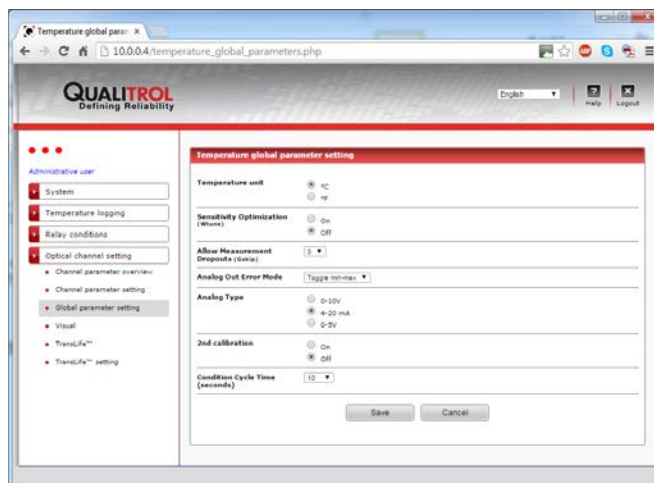 Temperature global param
10.0.0.4/temperature_global_parameters.php
QUALITROL
Defining Reliability
English
Help
Logout
Administrative user
System
Temperature logging
Relay conditions
Optical channel setting
Channel parameter overview
Channel parameter setting
Global parameter setting
Visual
TransLife™
TransLife™ setting
Temperature global parameter setting
Temperature unit
°C
°F
Sensitivity Optimization
On
Off
Allow Measurement
Dropouts (Gskip)
3
Analog Out Error Mode
Toggle min-max
Analog Type
0-10V
4-20 mA
0-5V
2nd calibration
On
Off
Condition Cycle Time
(seconds)
10
Save
Cancel